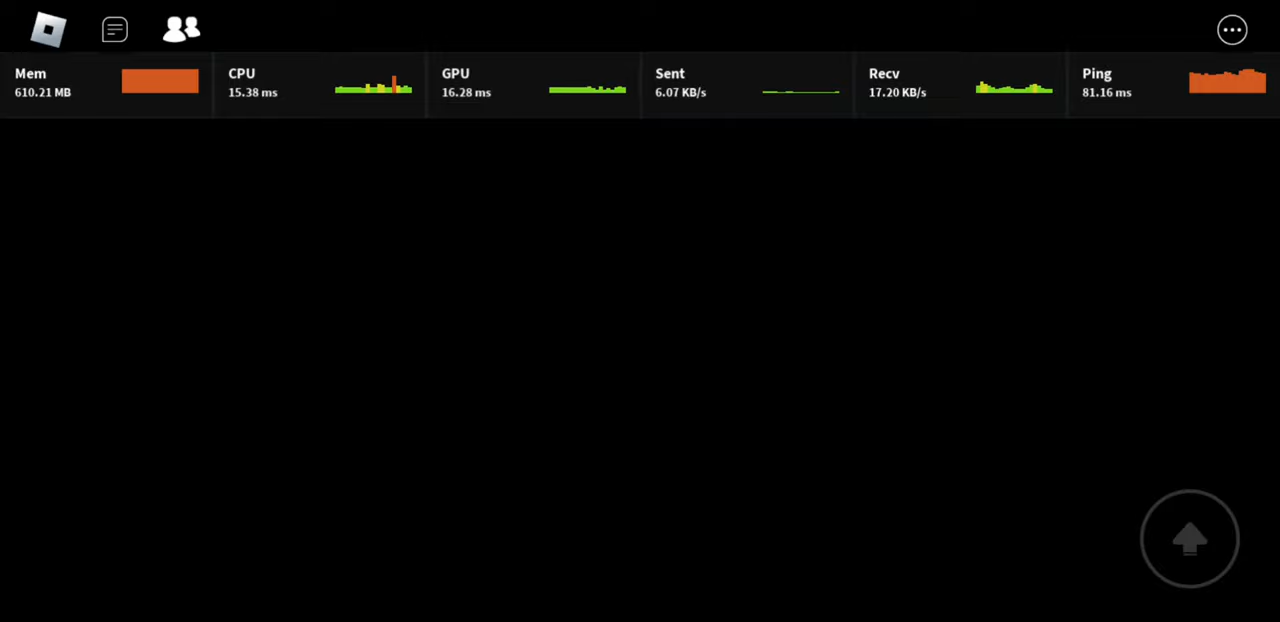 Mem
610.21 MB
CPU
15.38 ms
GPU
16.28 ms
Sent
6.07 KB/s
Recv
17.20 KB/s
Ping
81.16 ms